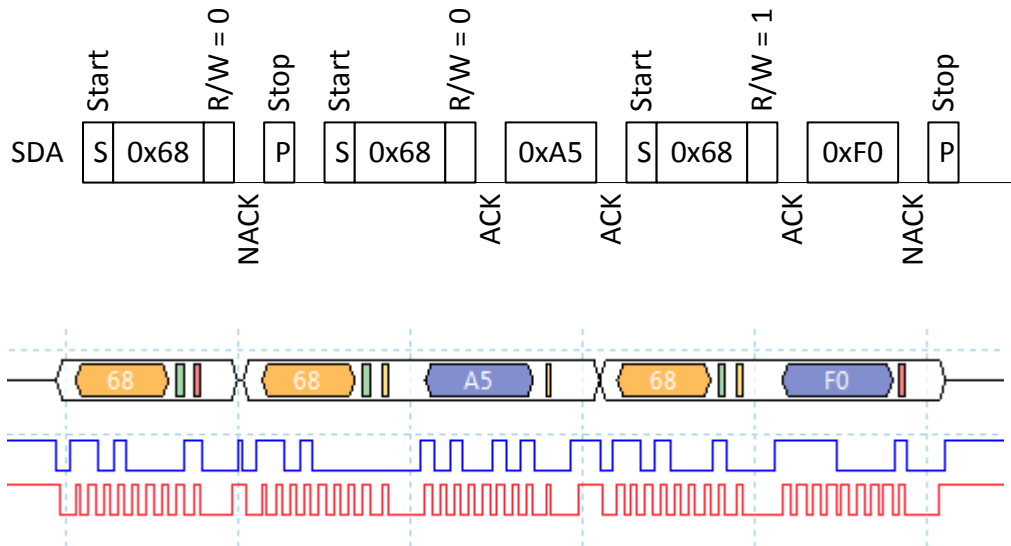 Start R/W = 0 Stop Start R/W = 0 Start R/W = 1 Stop
SDA S 0x68 P S 0x68 0xA5 S 0x68 0xF0 P
NACK ACK ACK ACK NACK
68 68 A5 68 F0